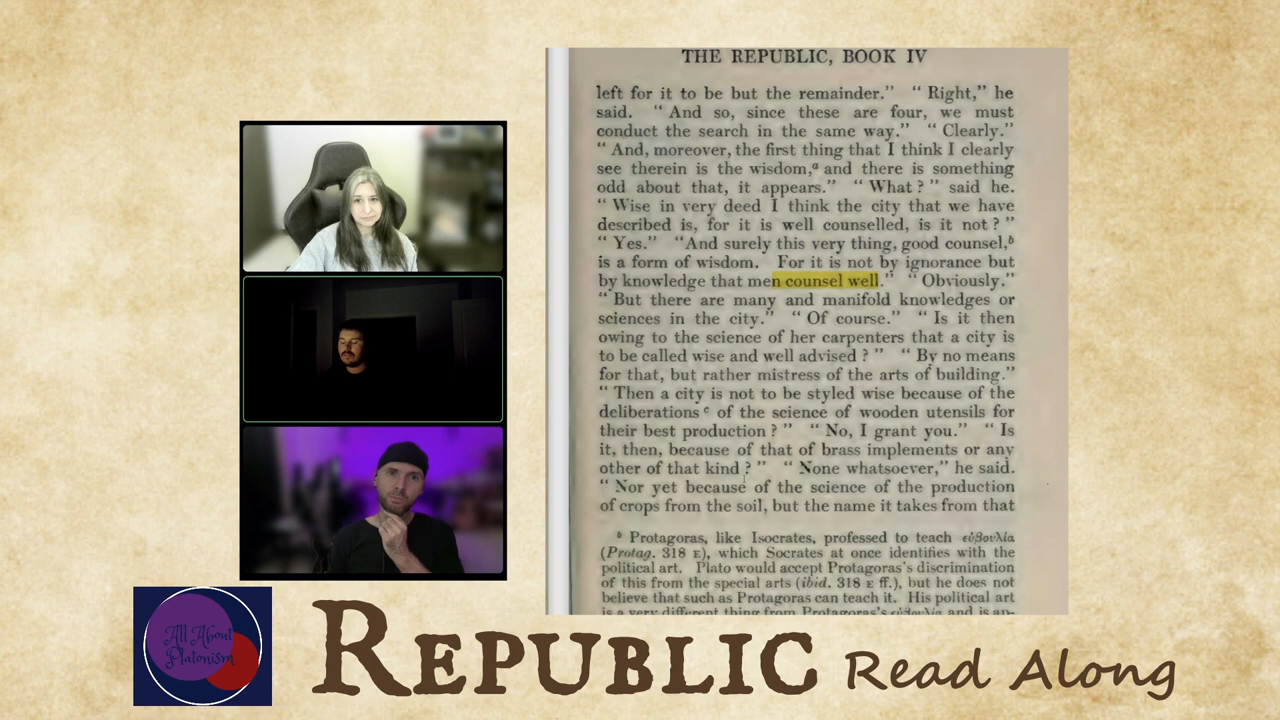 THE REPUBLIC, BOOK IV
left for it to be but the remainder.” “ Right,” he
said. “ And so, since these are four, we must
conduct the search in the same way.” “ Clearly.”
“ And, moreover, the first thing that I think I clearly
see therein is the wisdom,ᵃ and there is something
odd about that, it appears.” “ What ? ” said he.
“ Wise in very deed I think the city that we have
described is, for it is well counselled, is it not ? ”
“ Yes.” “And surely this very thing, good counsel,ᵇ
is a form of wisdom. For it is not by ignorance but
by knowledge that men counsel well.” “ Obviously.”
“ But there are many and manifold knowledges or
sciences in the city.” “ Of course.” “ Is it then
owing to the science of her carpenters that a city is
to be called wise and well advised ? ” “ By no means
for that, but rather mistress of the arts of building.”
“ Then a city is not to be styled wise because of the
deliberations ᶜ of the science of wooden utensils for
their best production ? ” “ No, I grant you.” “ Is
it, then, because of that of brass implements or any
other of that kind ? ” “ None whatsoever,” he said.
“ Nor yet because of the science of the production
of crops from the soil, but the name it takes from that
ᵇ Protagoras, like Isocrates, professed to teach εὐβουλία
(Protag. 318 E), which Socrates at once identifies with the
political art. Plato would accept Protagoras's discrimination
of this from the special arts (ibid. 318 E ff.), but he does not
believe that such as Protagoras can teach it. His political art
is a very different thing from Protagoras's εὐβουλία and is ap-
All About
Platonism
REPUBLIC Read Along